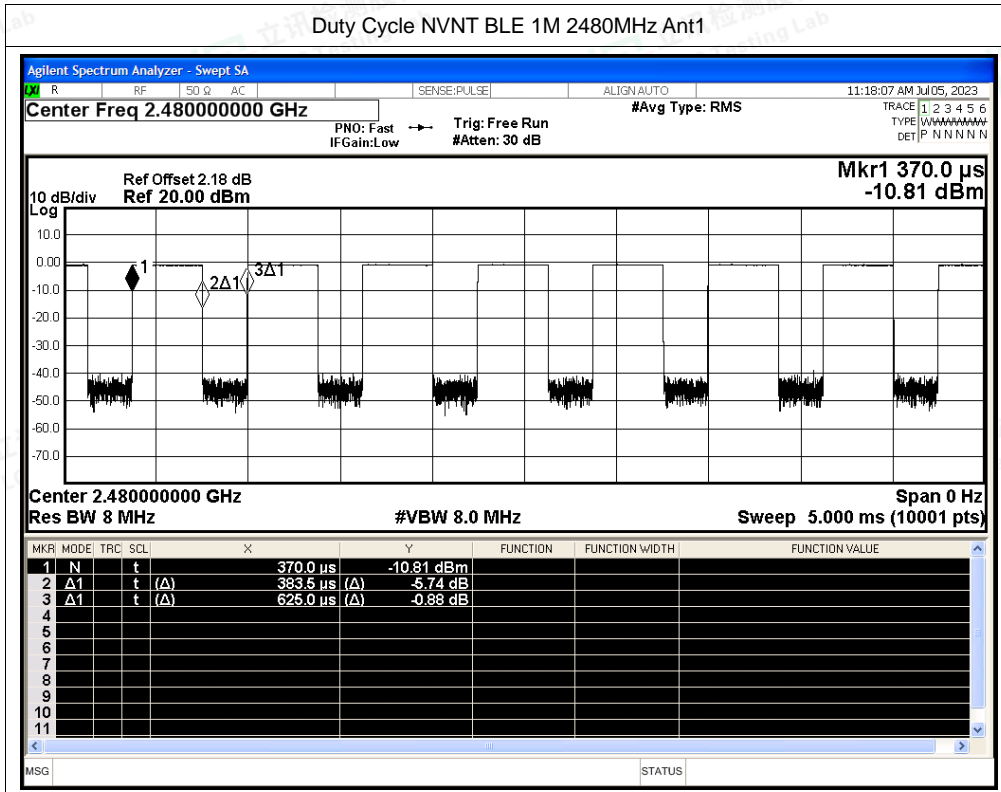 Duty Cycle NVNT BLE 1M 2480MHz Ant1
Agilent Spectrum Analyzer - Swept SA
LXI R RF 50 Ω AC SENSE:PULSE ALIGN AUTO 11:18:07 AM Jul 05, 2023
Center Freq 2.480000000 GHz #Avg Type: RMS TRACE 1 2 3 4 5 6
PNO: Fast Trig: Free Run TYPE WWWWWW
IFGain:Low #Atten: 30 dB DET P N N N N N
Mkr1 370.0 µs
Ref Offset 2.18 dB
10 dB/div Ref 20.00 dBm -10.81 dBm
Log
10.0
0.00
1 2Δ1 3Δ1
-10.0
-20.0
-30.0
-40.0
-50.0
-60.0
-70.0
Center 2.480000000 GHz Span 0 Hz
Res BW 8 MHz #VBW 8.0 MHz Sweep 5.000 ms (10001 pts)
MKR MODE TRC SCL X Y FUNCTION FUNCTION WIDTH FUNCTION VALUE
1 N t 370.0 µs -10.81 dBm
2 Δ1 t (Δ) 383.5 µs (Δ) -5.74 dB
3 Δ1 t (Δ) 625.0 µs (Δ) -0.88 dB
4
5
6
7
8
9
10
11
MSG STATUS